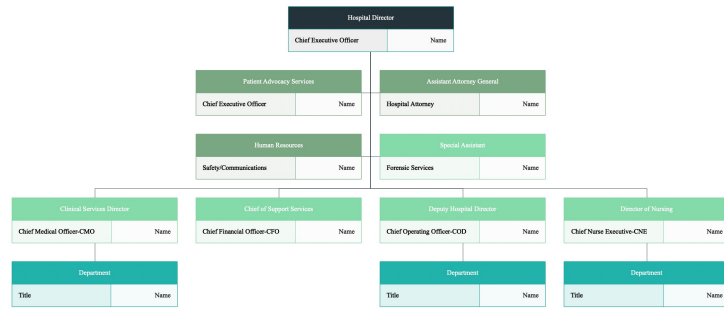 Hospital Director
Chief Executive Officer Name
Patient Advocacy Services Assistant Attorney General
Chief Executive Officer Name Hospital Attorney Name
Human Resources Special Assistant
Safety/Communications Name Forensic Services Name
Clinical Services Director Chief of Support Services Deputy Hospital Director Director of Nursing
Chief Medical Officer-CMO Name Chief Financial Officer-CFO Name Chief Operating Officer-COD Name Chief Nurse Executive-CNE Name
Department Department Department
Title Name Title Name Title Name